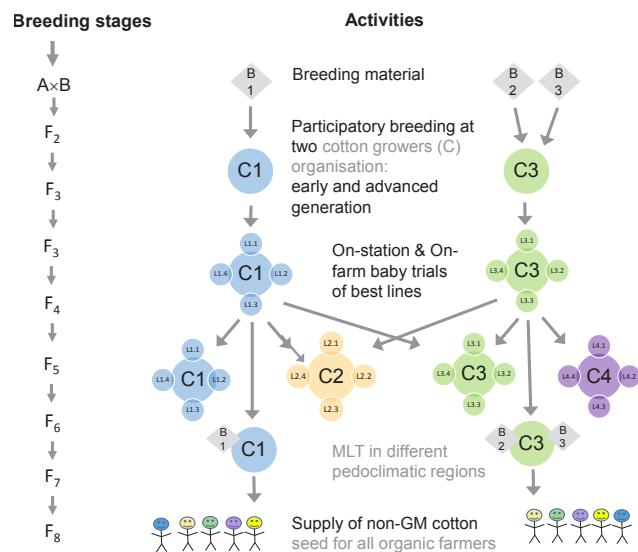 Breeding stages
Activities
A×B
F2
F3
F3
F4
F5
F6
F7
F8
B
1
Breeding material
B
2
B
3
Participatory breeding at
two cotton growers (C)
organisation:
early and advanced
generation
C1
C3
L1.1
L1.4
C1
L1.2
L1.3
On-station & On-
farm baby trials
of best lines
L3.1
L3.4
C3
L3.2
L3.3
L1.1
L1.4
C1
L1.2
L1.3
L2.1
L2.4
C2
L2.2
L2.3
L3.1
L3.4
C3
L3.2
L3.3
L4.1
L4.4
C4
L4.2
L4.3
B
1
C1
MLT in different
pedoclimatic regions
B
2
C3
B
3
Supply of non-GM cotton
seed for all organic farmers